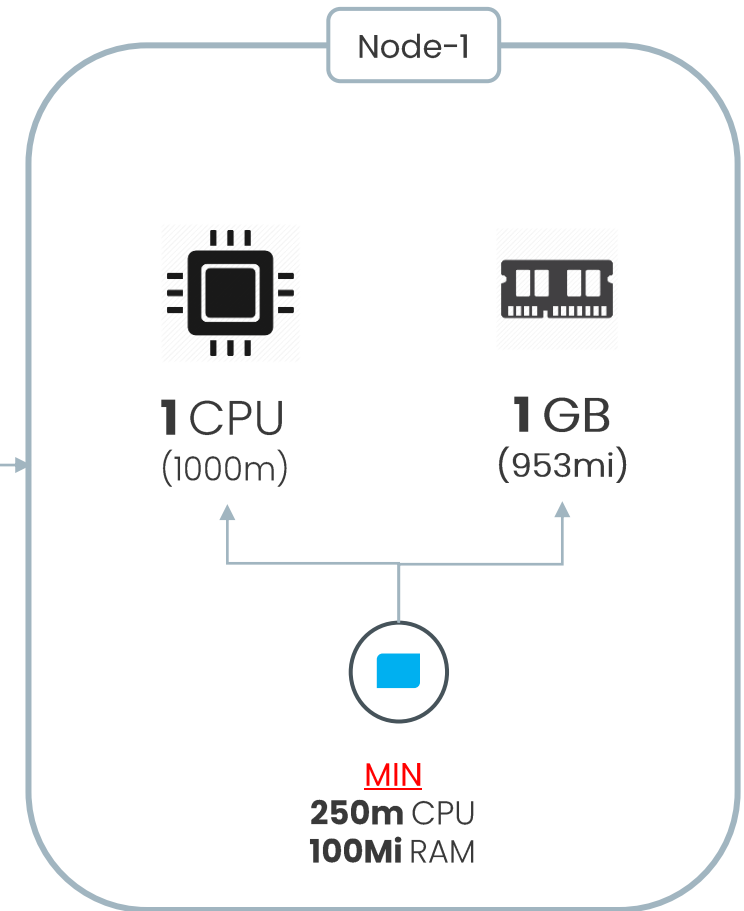 Node-1
1 CPU
(1000m)
1 GB
(953mi)
MIN
250m CPU
100Mi RAM